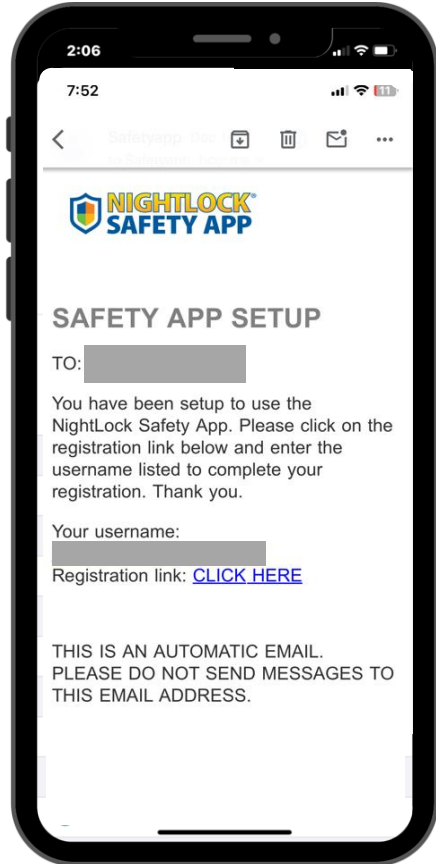 2:06
7:52
11
Safetyapp
NIGHTLOCK®
SAFETY APP
SAFETY APP SETUP
TO:
You have been setup to use the
NightLock Safety App. Please click on the
registration link below and enter the
username listed to complete your
registration. Thank you.
Your username:
Registration link: CLICK HERE
THIS IS AN AUTOMATIC EMAIL.
PLEASE DO NOT SEND MESSAGES TO
THIS EMAIL ADDRESS.